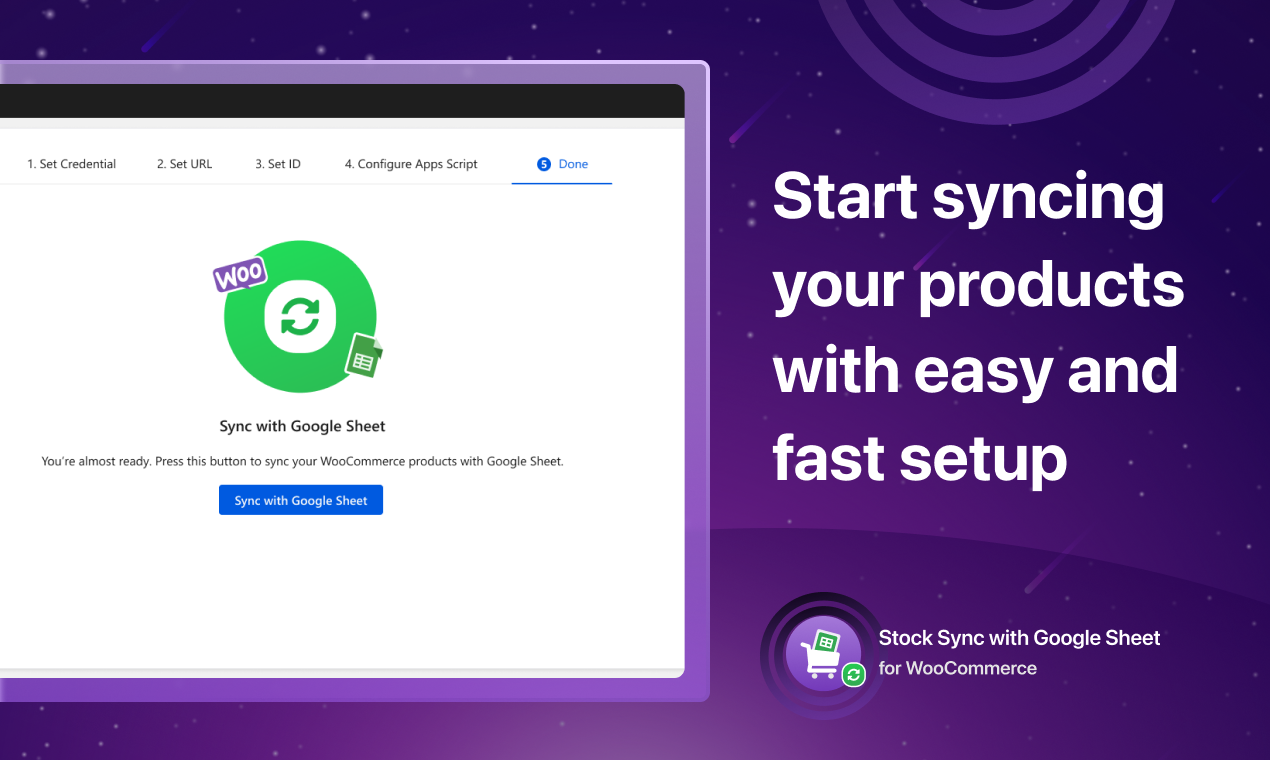 1. Set Credential 2. Set URL 3. Set ID 4. Configure Apps Script 5 Done
Woo
Sync with Google Sheet
You're almost ready. Press this button to sync your WooCommerce products with Google Sheet.
Sync with Google Sheet
Start syncing
your products
with easy and
fast setup
Stock Sync with Google Sheet
for WooCommerce